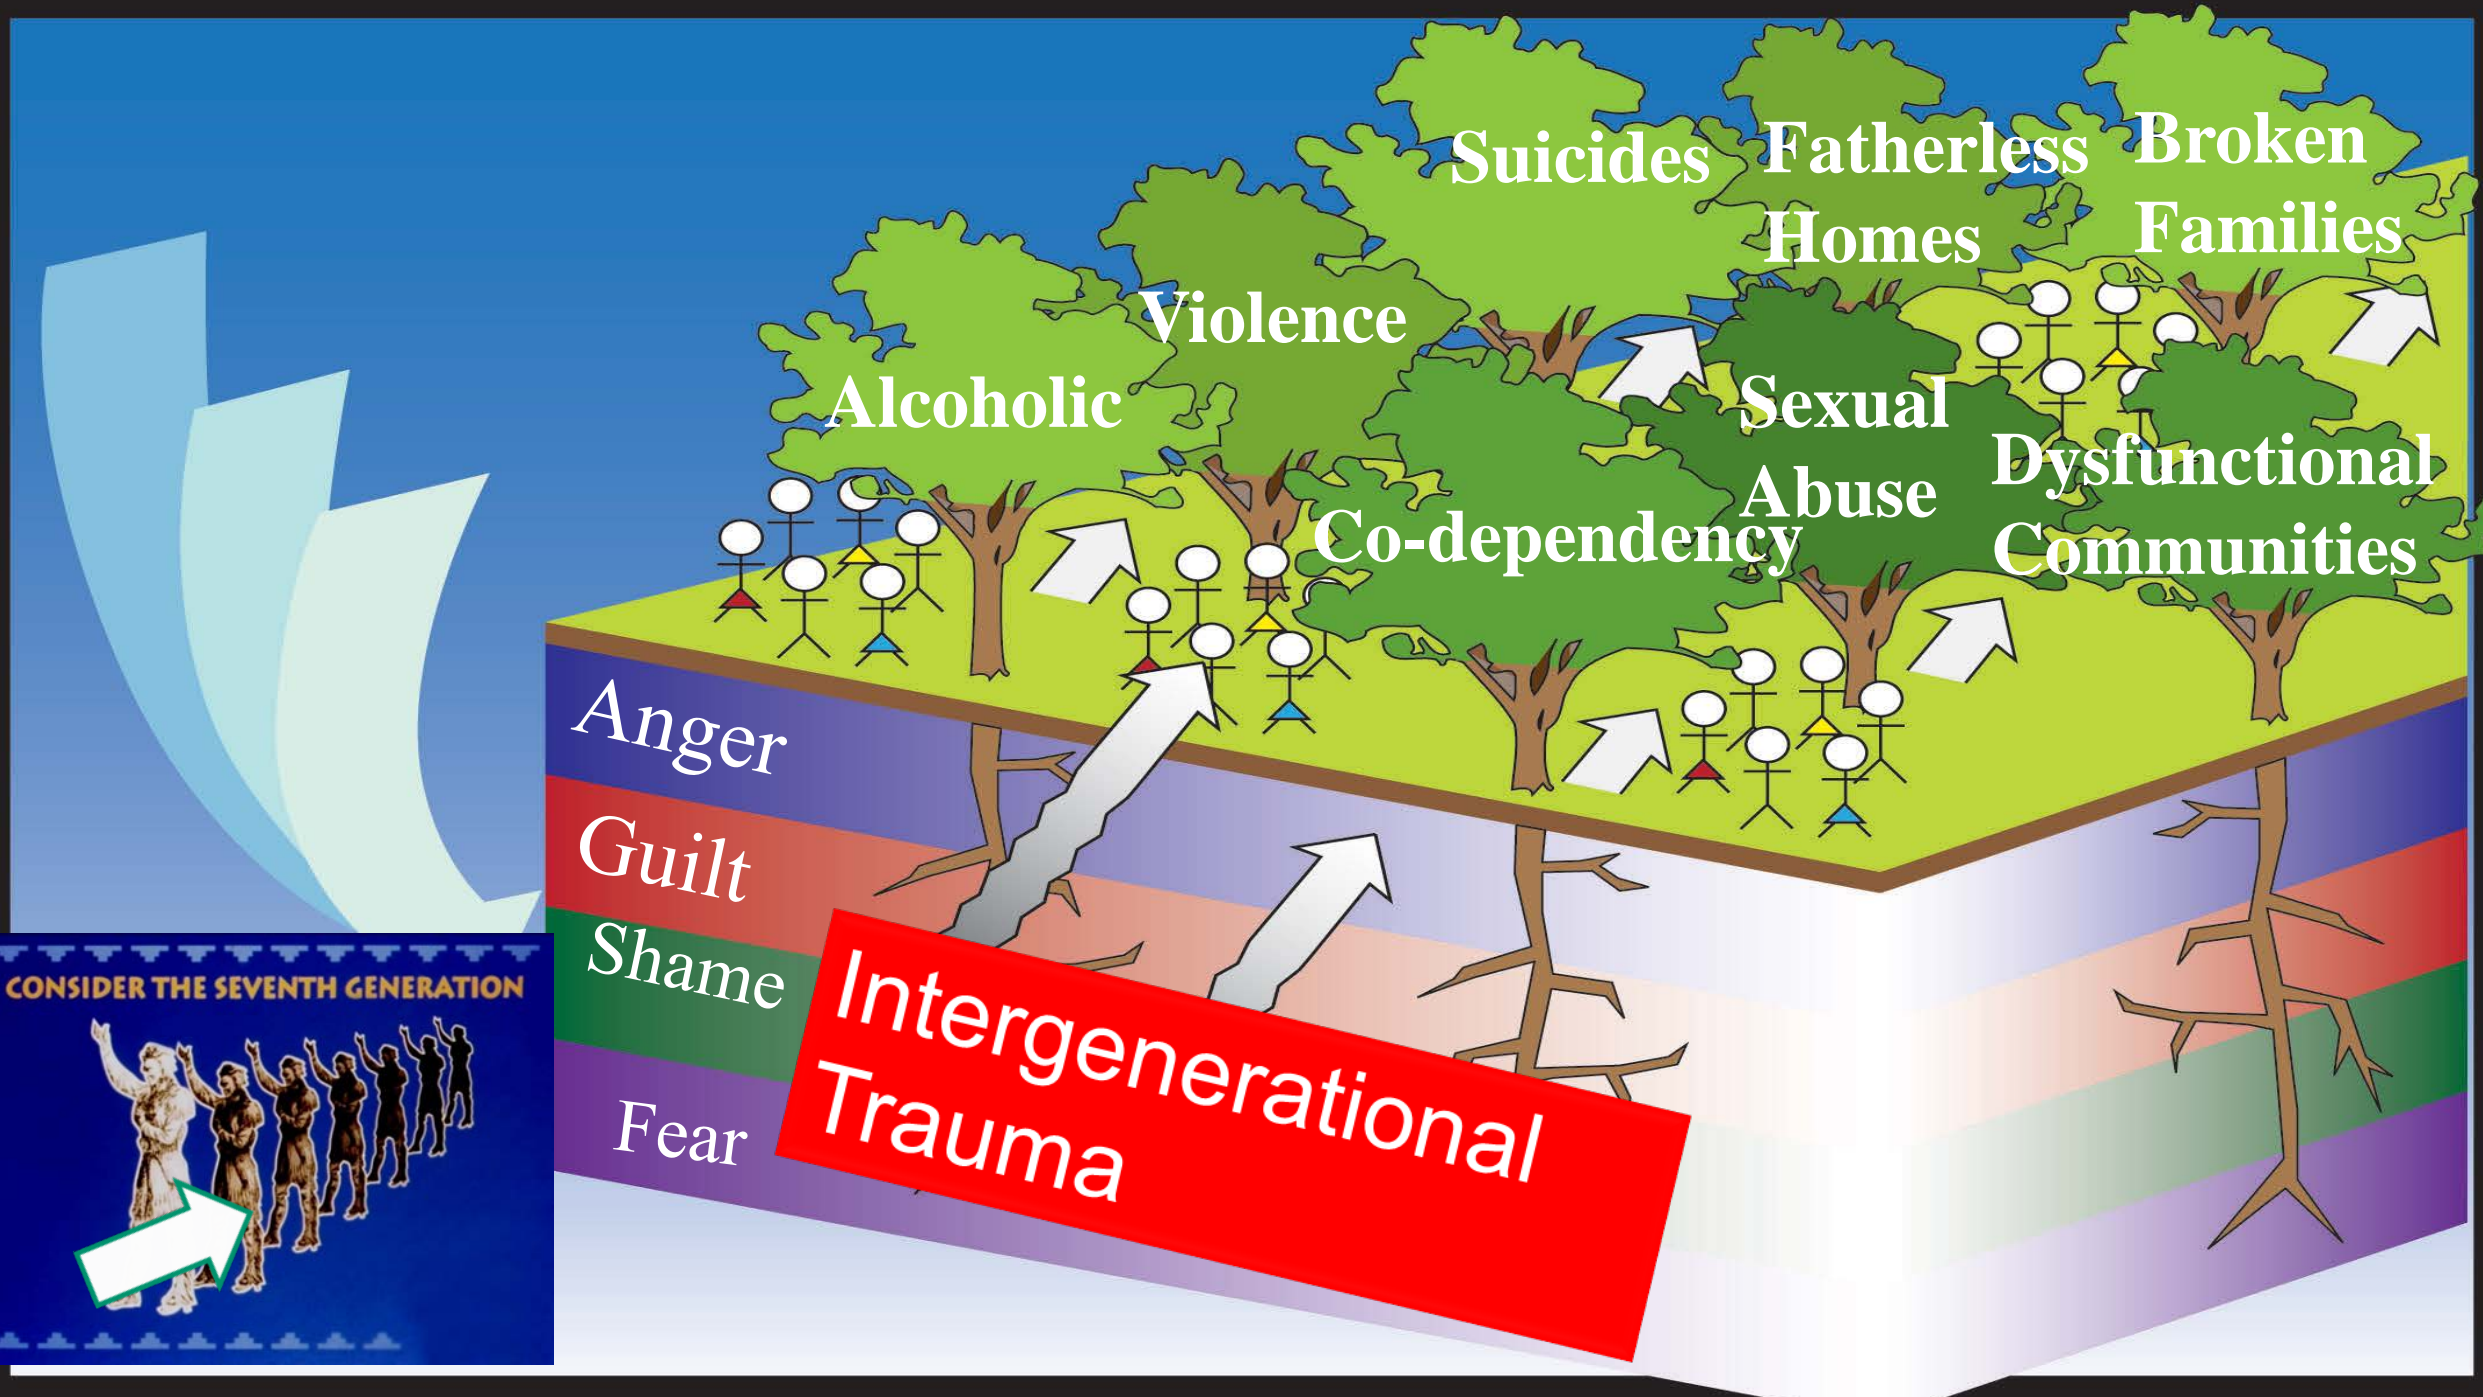 Suicides
Fatherless
Homes
Broken
Families
Violence
Alcoholic
Sexual
Abuse
Co-dependency
Dysfunctional
Communities
Anger
Guilt
Shame
Fear
Intergenerational
Trauma
CONSIDER THE SEVENTH GENERATION